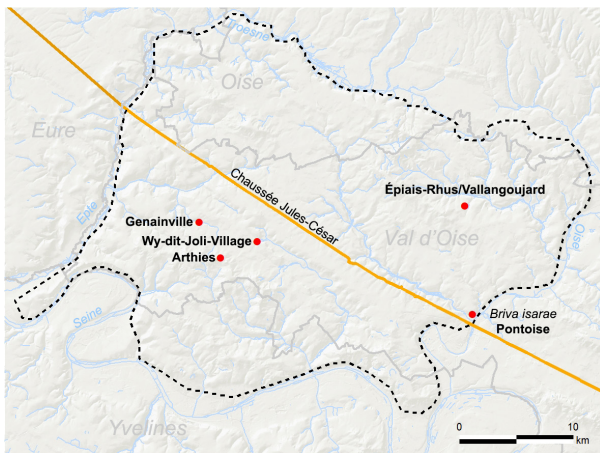 Troesne
Oise
Eure
Chaussée Jules-César
Épiais-Rhus/Vallangoujard
Epte
Genainville
Val d'Oise
Oise
Wy-dit-Joli-Village
Arthies
Seine
Briva isarae
Pontoise
Yvelines
0 10
km